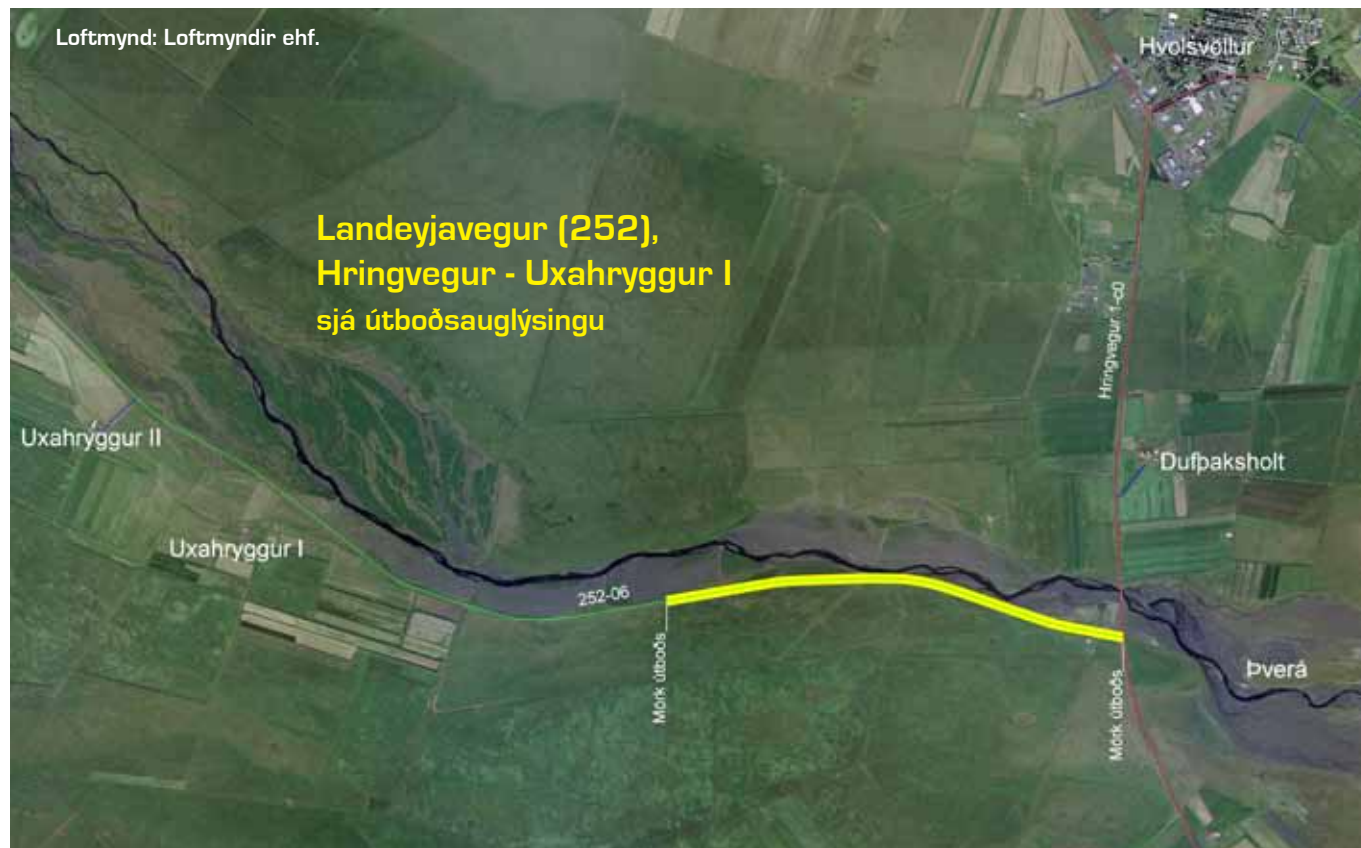 Loftmynd: Loftmyndir ehf.
Hvolsvöllur
Landeyjavegur (252),
Hringvegur - Uxahryggur I
sjá útboðsauglýsingu
Hringvegur 1-c0
Uxahryggur II
Dufþaksholt
Uxahryggur I
252-06
Mörk útboðs
Mörk útboðs
Þverá